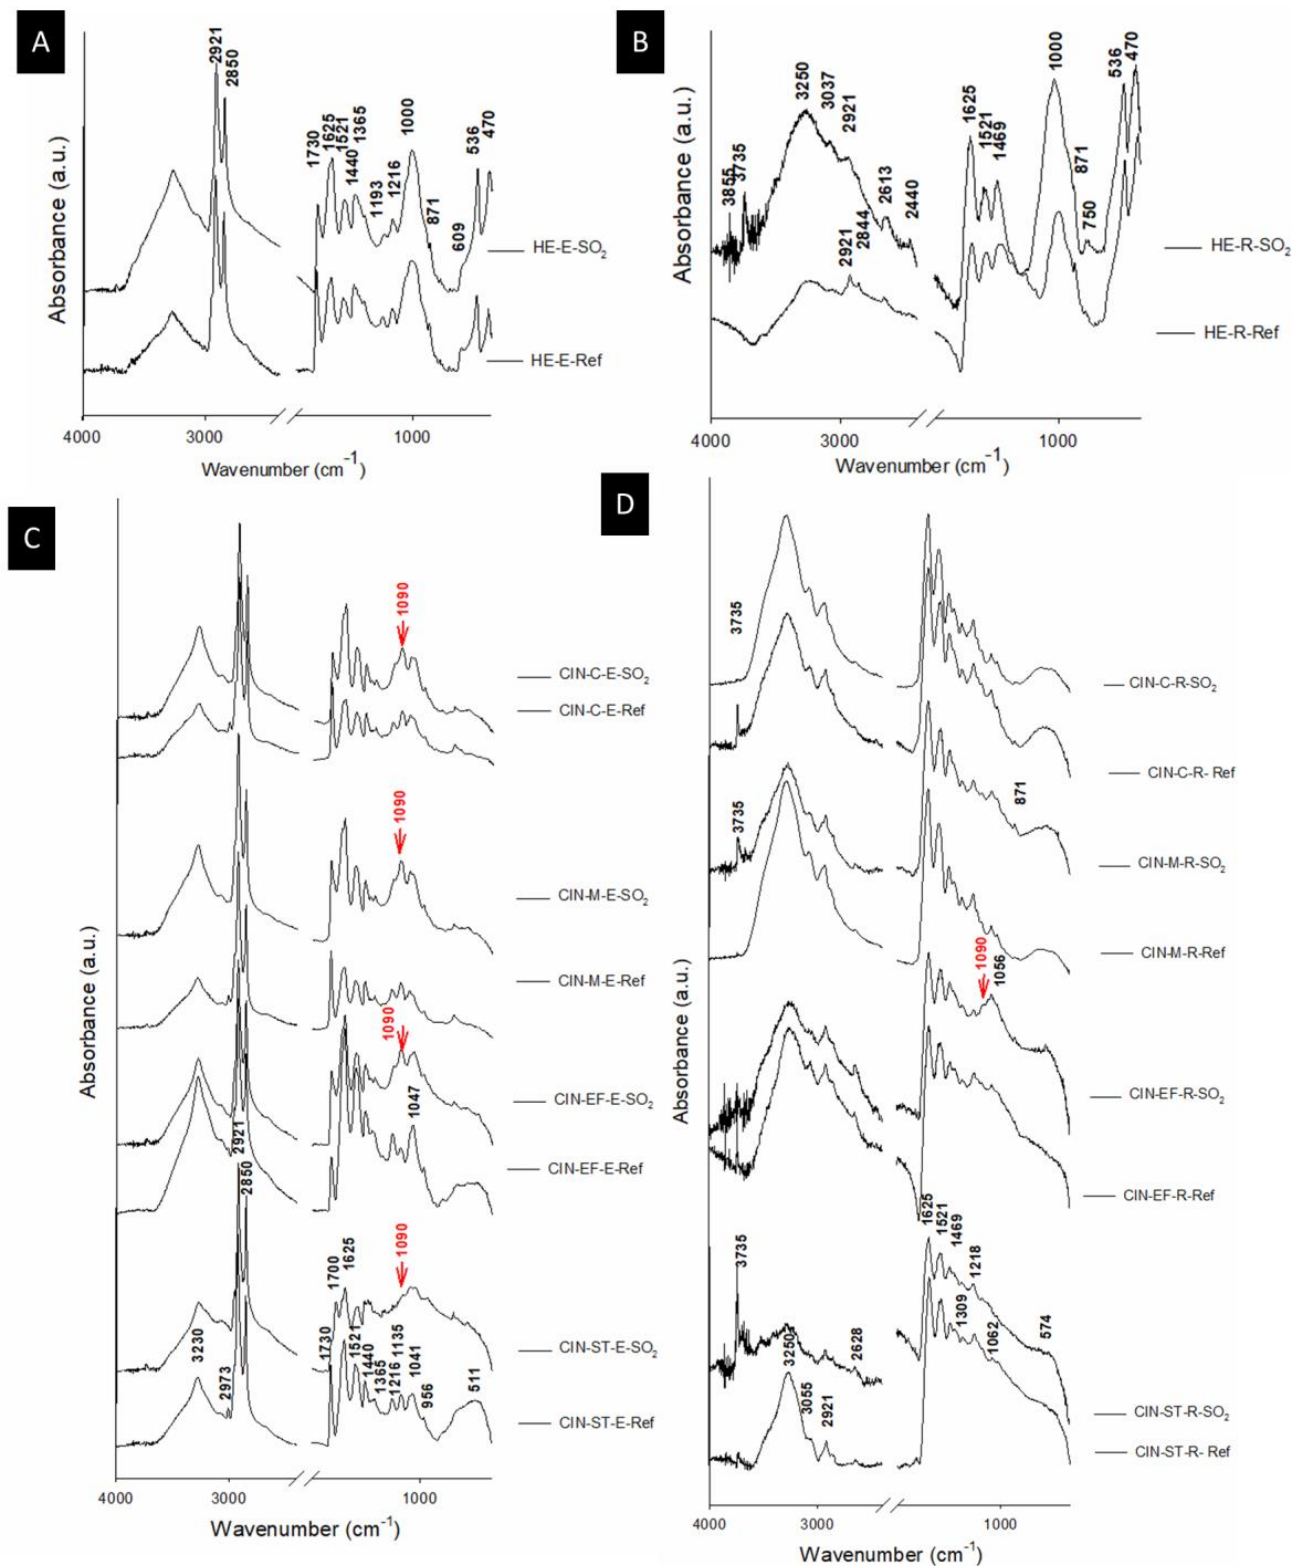 A
2921
2850
1730
1625
1521
1440
1365
1193
1216
1000
871
609
536
470
HE-E-SO2
HE-E-Ref
Absorbance (a.u.)
4000
3000
1000
Wavenumber (cm-1)
B
3855
3735
3250
3037
2921
2613
2440
2921
2844
1625
1521
1469
1000
871
750
536
470
HE-R-SO2
HE-R-Ref
Absorbance (a.u.)
4000
3000
1000
Wavenumber (cm-1)
C
1090
CIN-C-E-SO2
CIN-C-E-Ref
1090
CIN-M-E-SO2
CIN-M-E-Ref
1090
CIN-EF-E-SO2
1047
2921
2850
CIN-EF-E-Ref
1090
1700
1625
CIN-ST-E-SO2
3230
2973
1730
1521
1440
1365
1216
1135
1041
956
511
CIN-ST-E-Ref
Absorbance (a.u.)
4000
3000
1000
Wavenumber (cm-1)
D
3735
CIN-C-R-SO2
CIN-C-R- Ref
3735
871
CIN-M-R-SO2
CIN-M-R-Ref
1090
1056
CIN-EF-R-SO2
CIN-EF-R-Ref
3735
1625
1521
1469
1218
1309
1062
574
3250
3055
2921
2628
CIN-ST-R-SO2
CIN-ST-R- Ref
Absorbance (a.u.)
4000
3000
1000
Wavenumber (cm-1)